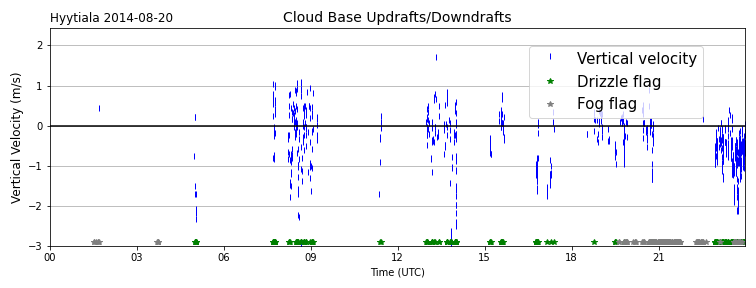 Hyytiala 2014-08-20
Cloud Base Updrafts/Downdrafts
Vertical Velocity (m/s)
2
1
0
−1
−2
−3
Vertical velocity
Drizzle flag
Fog flag
00 03 06 09 12 15 18 21
Time (UTC)